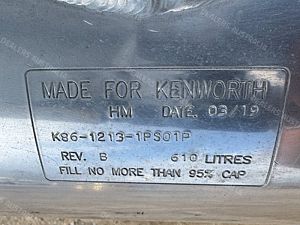 MADE FOR KENWORTH
HM DATE. 03/19
K86-1213-1PS01P
REV. B 610 LITRES
FILL NO MORE THAN 95% CAP